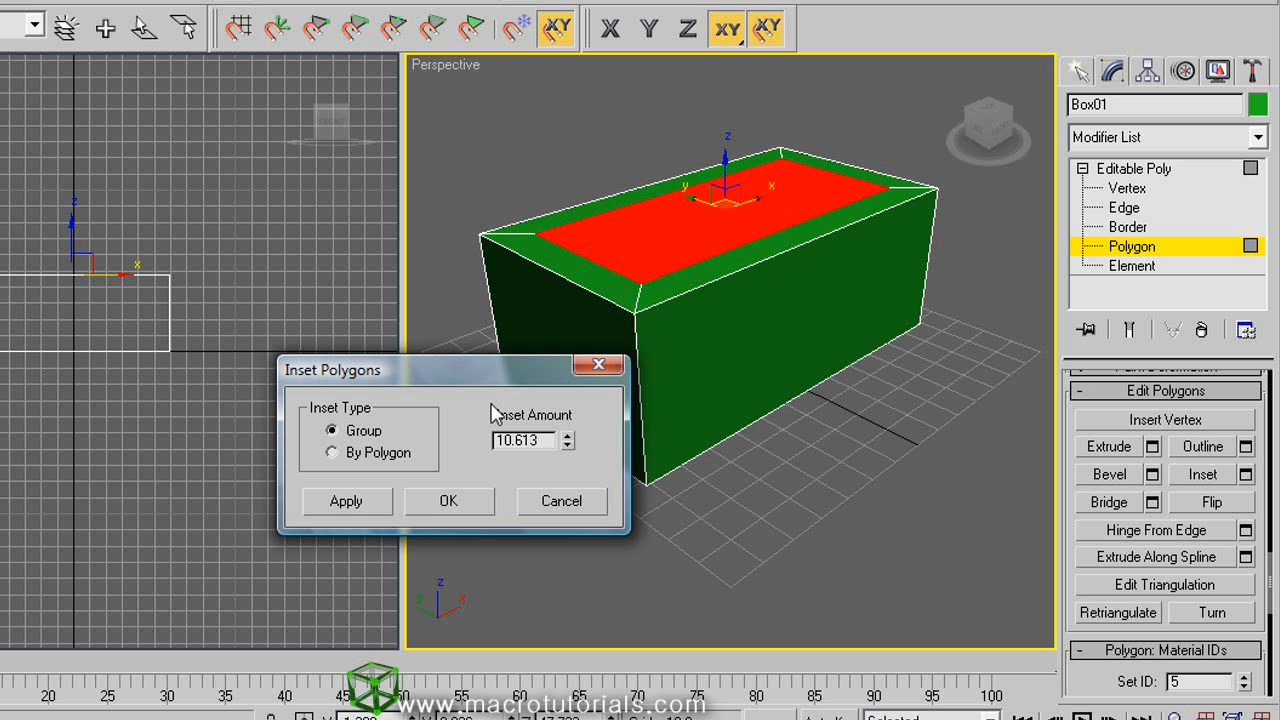 X Y Z XY XY
XY
Perspective
FRONT
z
x
z
y
x
Box01
Modifier List
Editable Poly
Vertex
Edge
Border
Polygon
Element
Inset Polygons
Inset Type
Group
By Polygon
Inset Amount
10.613
Apply
OK
Cancel
Edit Polygons
Insert Vertex
Extrude
Outline
Bevel
Inset
Bridge
Flip
Hinge From Edge
Extrude Along Spline
Edit Triangulation
Retriangulate
Turn
Polygon: Material IDs
Set ID: 5
z
y
x
20 25 30 35 40 45 50 55 60 65 70 75 80 85 90 95 100
www.macrotutorials.com